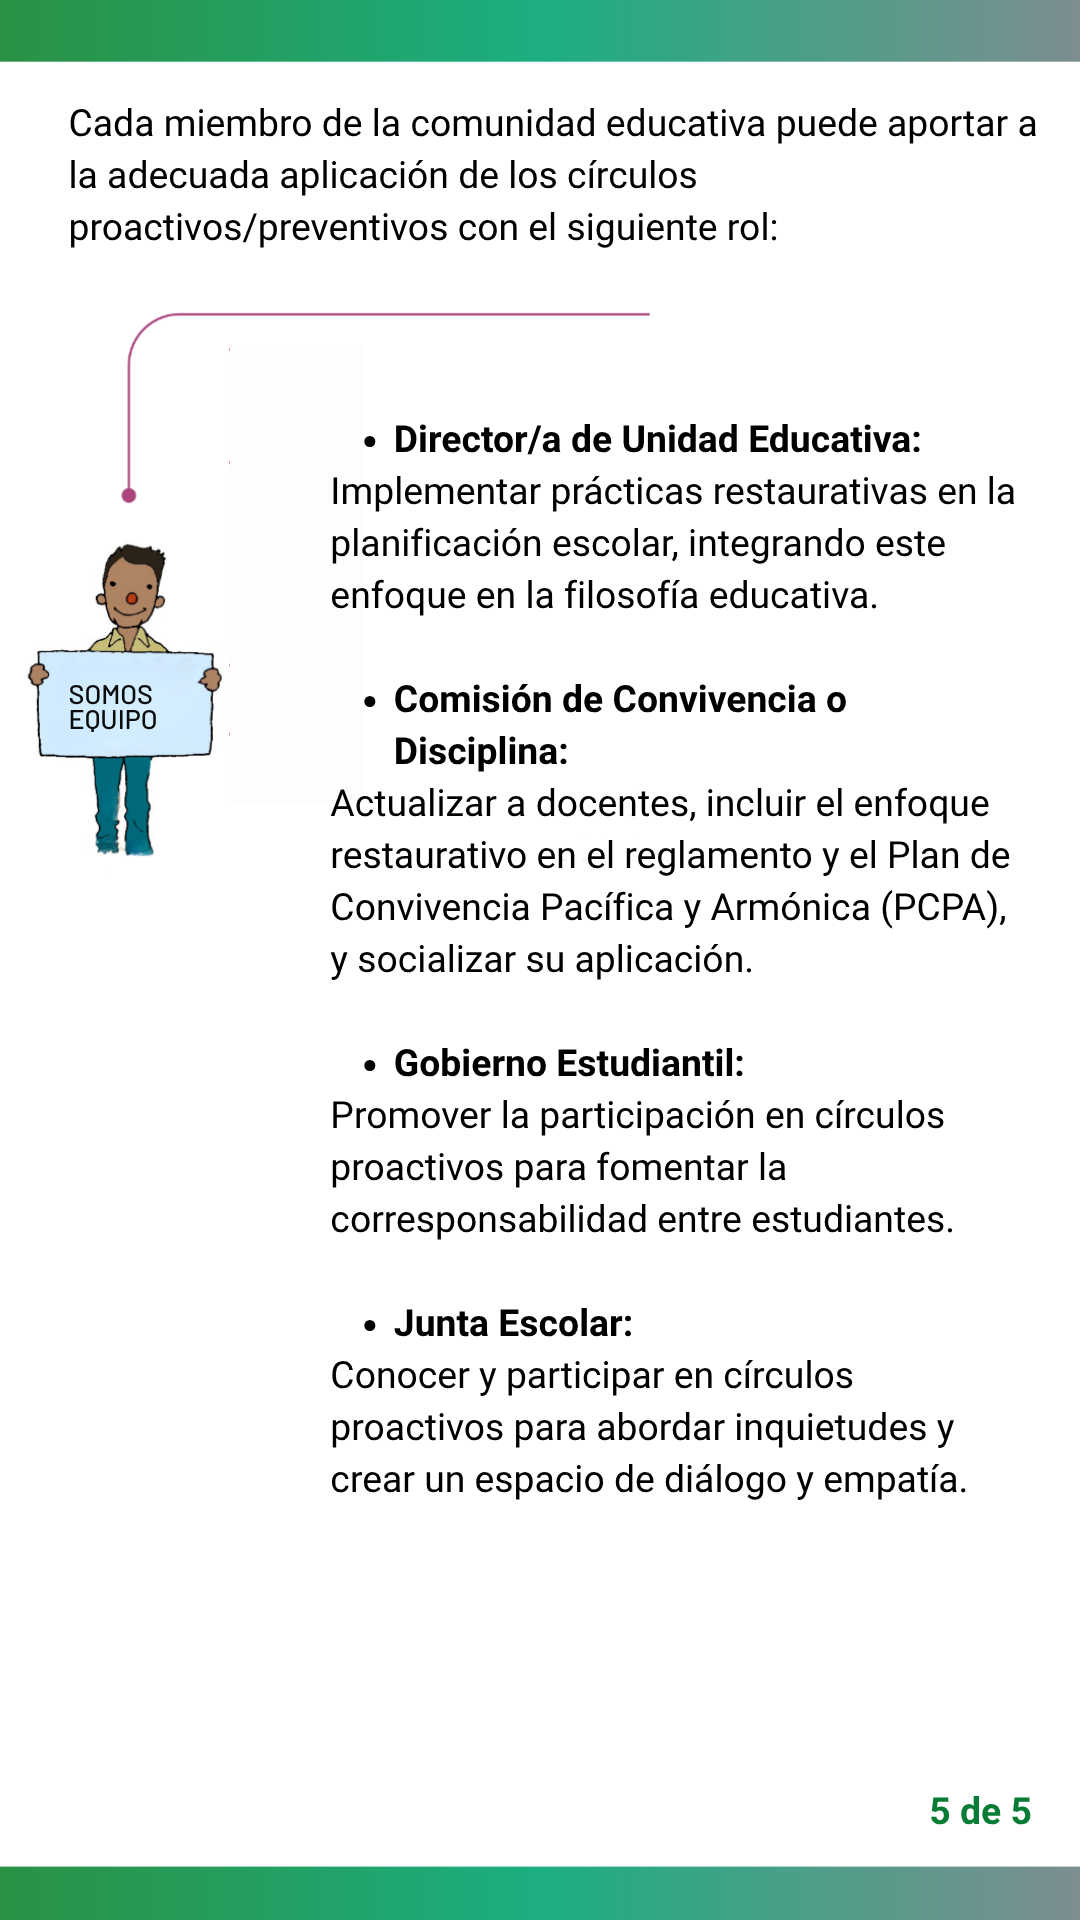 Cada miembro de la comunidad educativa puede aportar a
la adecuada aplicación de los círculos
proactivos/preventivos con el siguiente rol:
• Director/a de Unidad Educativa:
Implementar prácticas restaurativas en la
planificación escolar, integrando este
enfoque en la filosofía educativa.
SOMOS
EQUIPO
• Comisión de Convivencia o
Disciplina:
Actualizar a docentes, incluir el enfoque
restaurativo en el reglamento y el Plan de
Convivencia Pacífica y Armónica (PCPA),
y socializar su aplicación.
• Gobierno Estudiantil:
Promover la participación en círculos
proactivos para fomentar la
corresponsabilidad entre estudiantes.
• Junta Escolar:
Conocer y participar en círculos
proactivos para abordar inquietudes y
crear un espacio de diálogo y empatía.
5 de 5